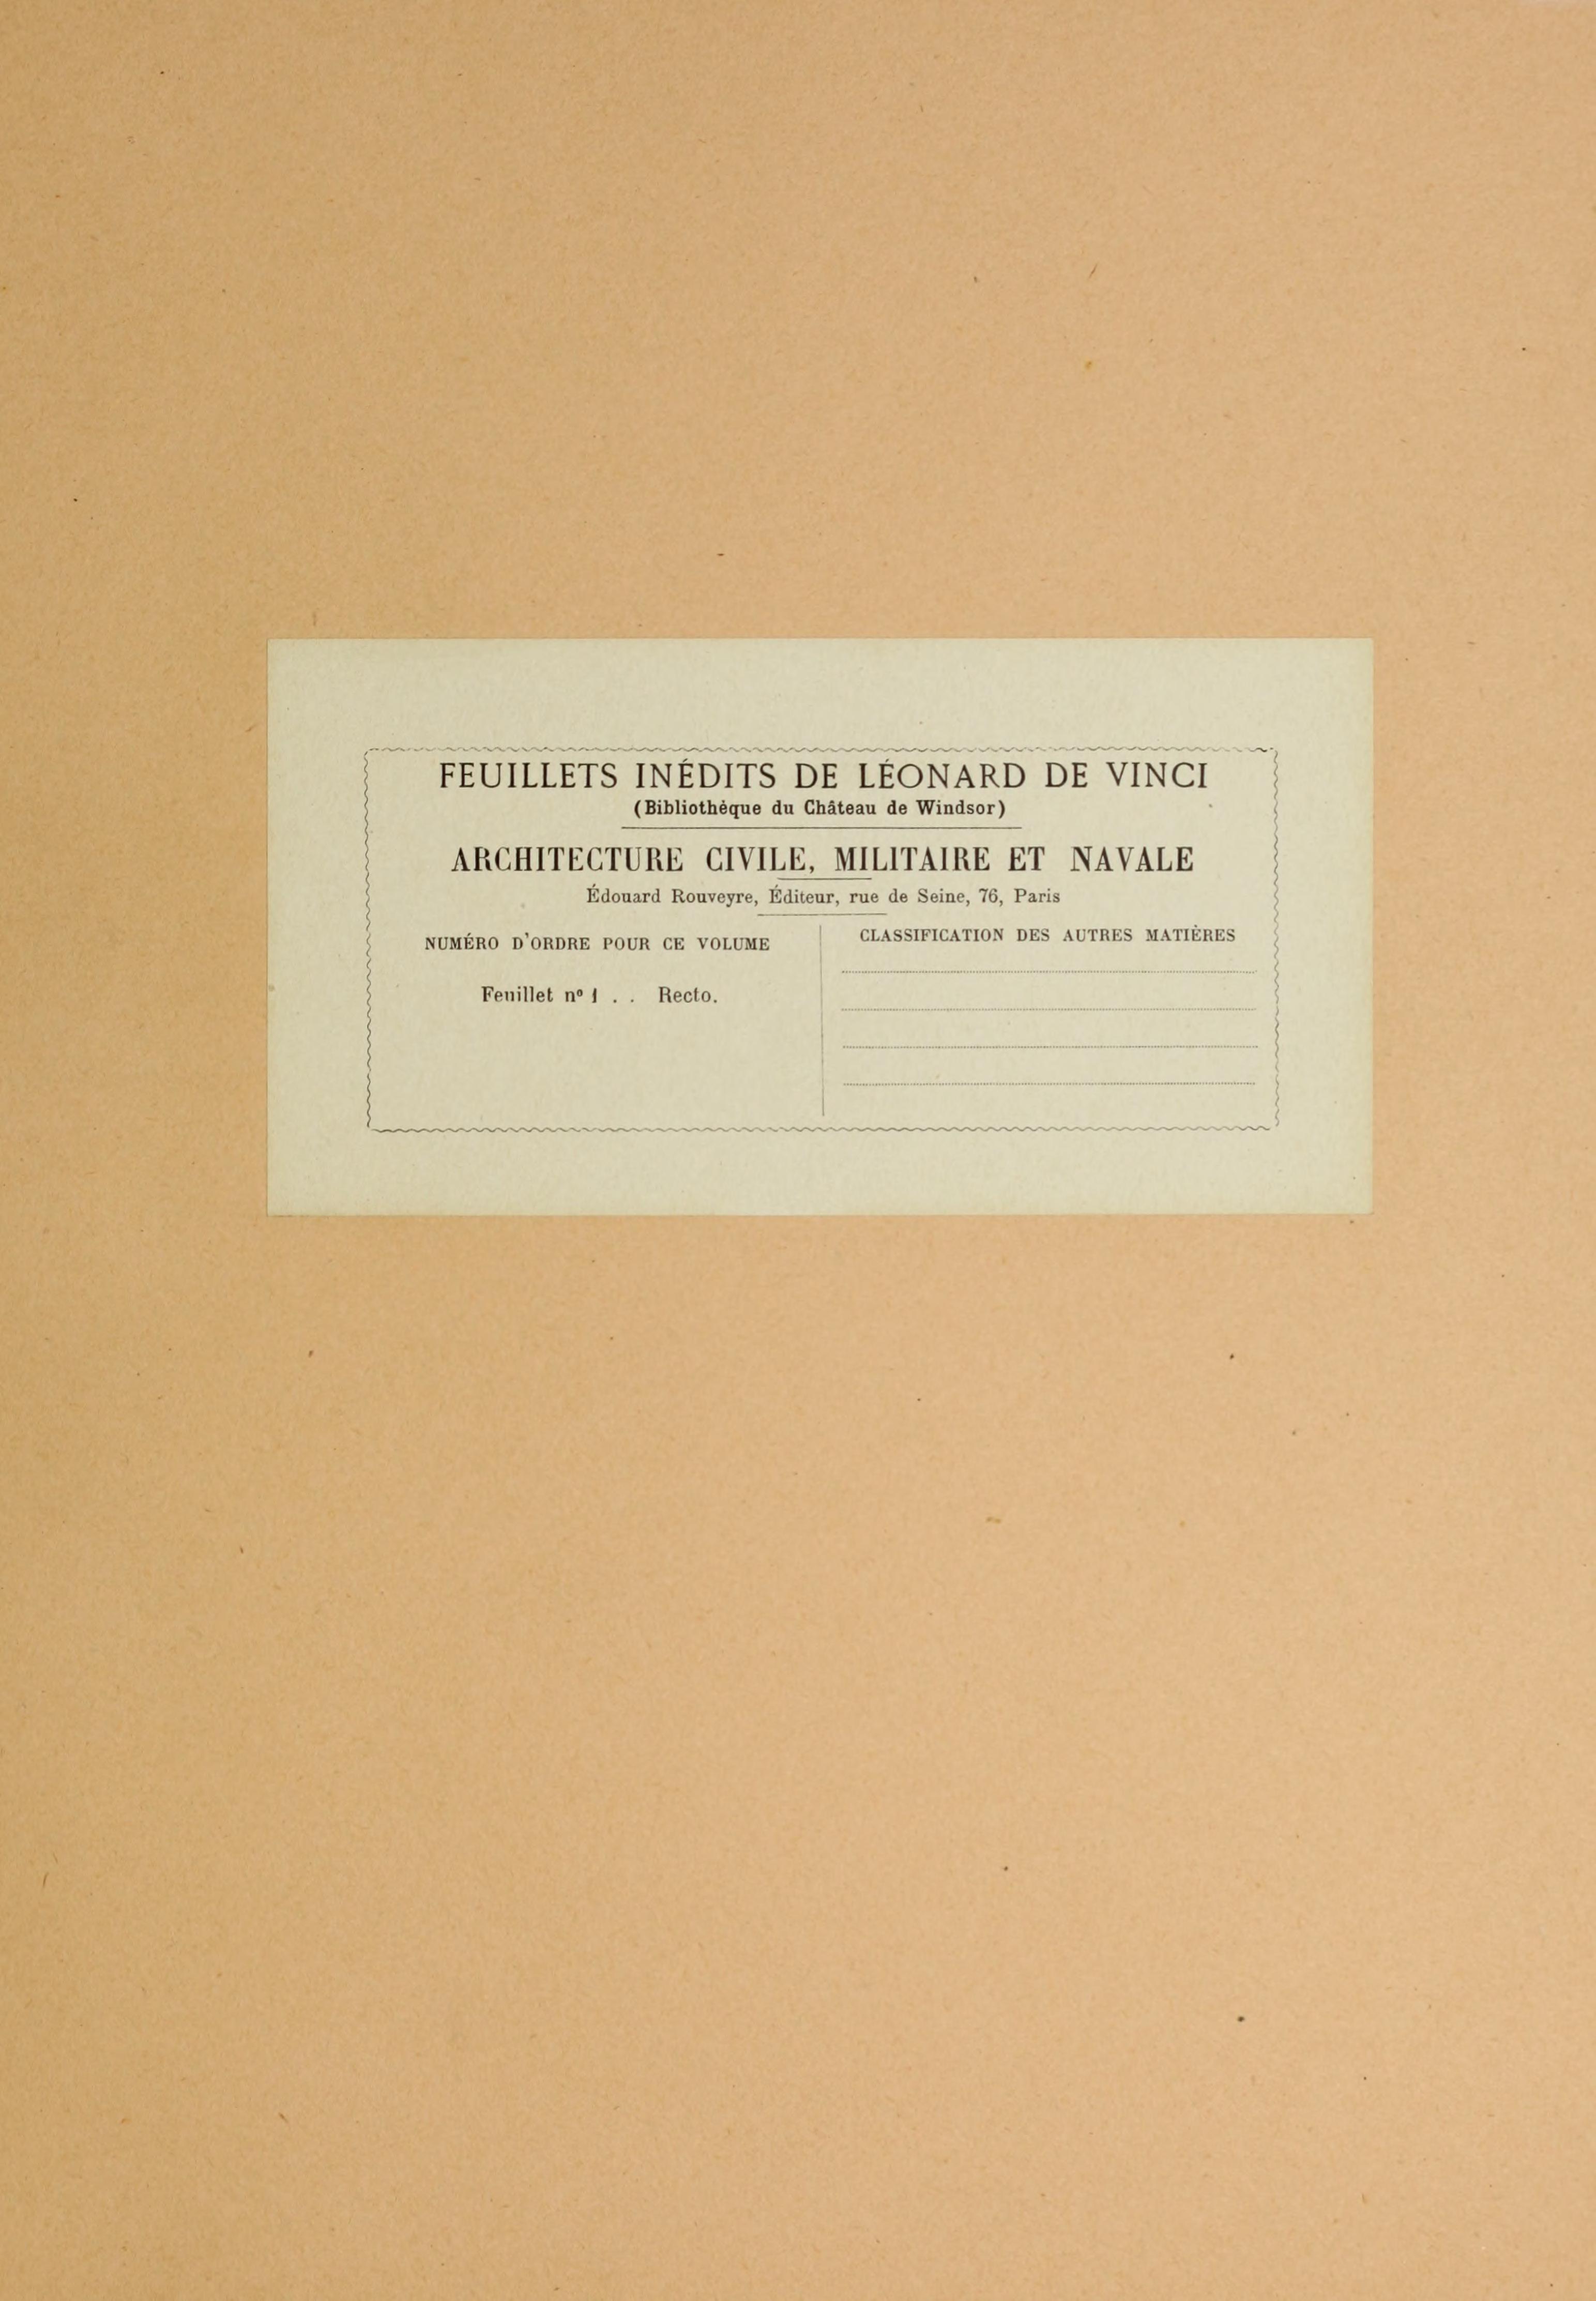 FEUILLETS INÉDITS DE LÉONARD DE VINCI
(Bibliothèque du Château de Windsor)
ARCHITECTURE CIVILE, MILITAIRE ET NAVALE
Édouard Rouveyre, Éditeur, rue de Seine, 76, Paris
NUMÉRO D'ORDRE POUR CE VOLUME
Feuillet nº 1 . . Recto.
CLASSIFICATION DES AUTRES MATIÈRES